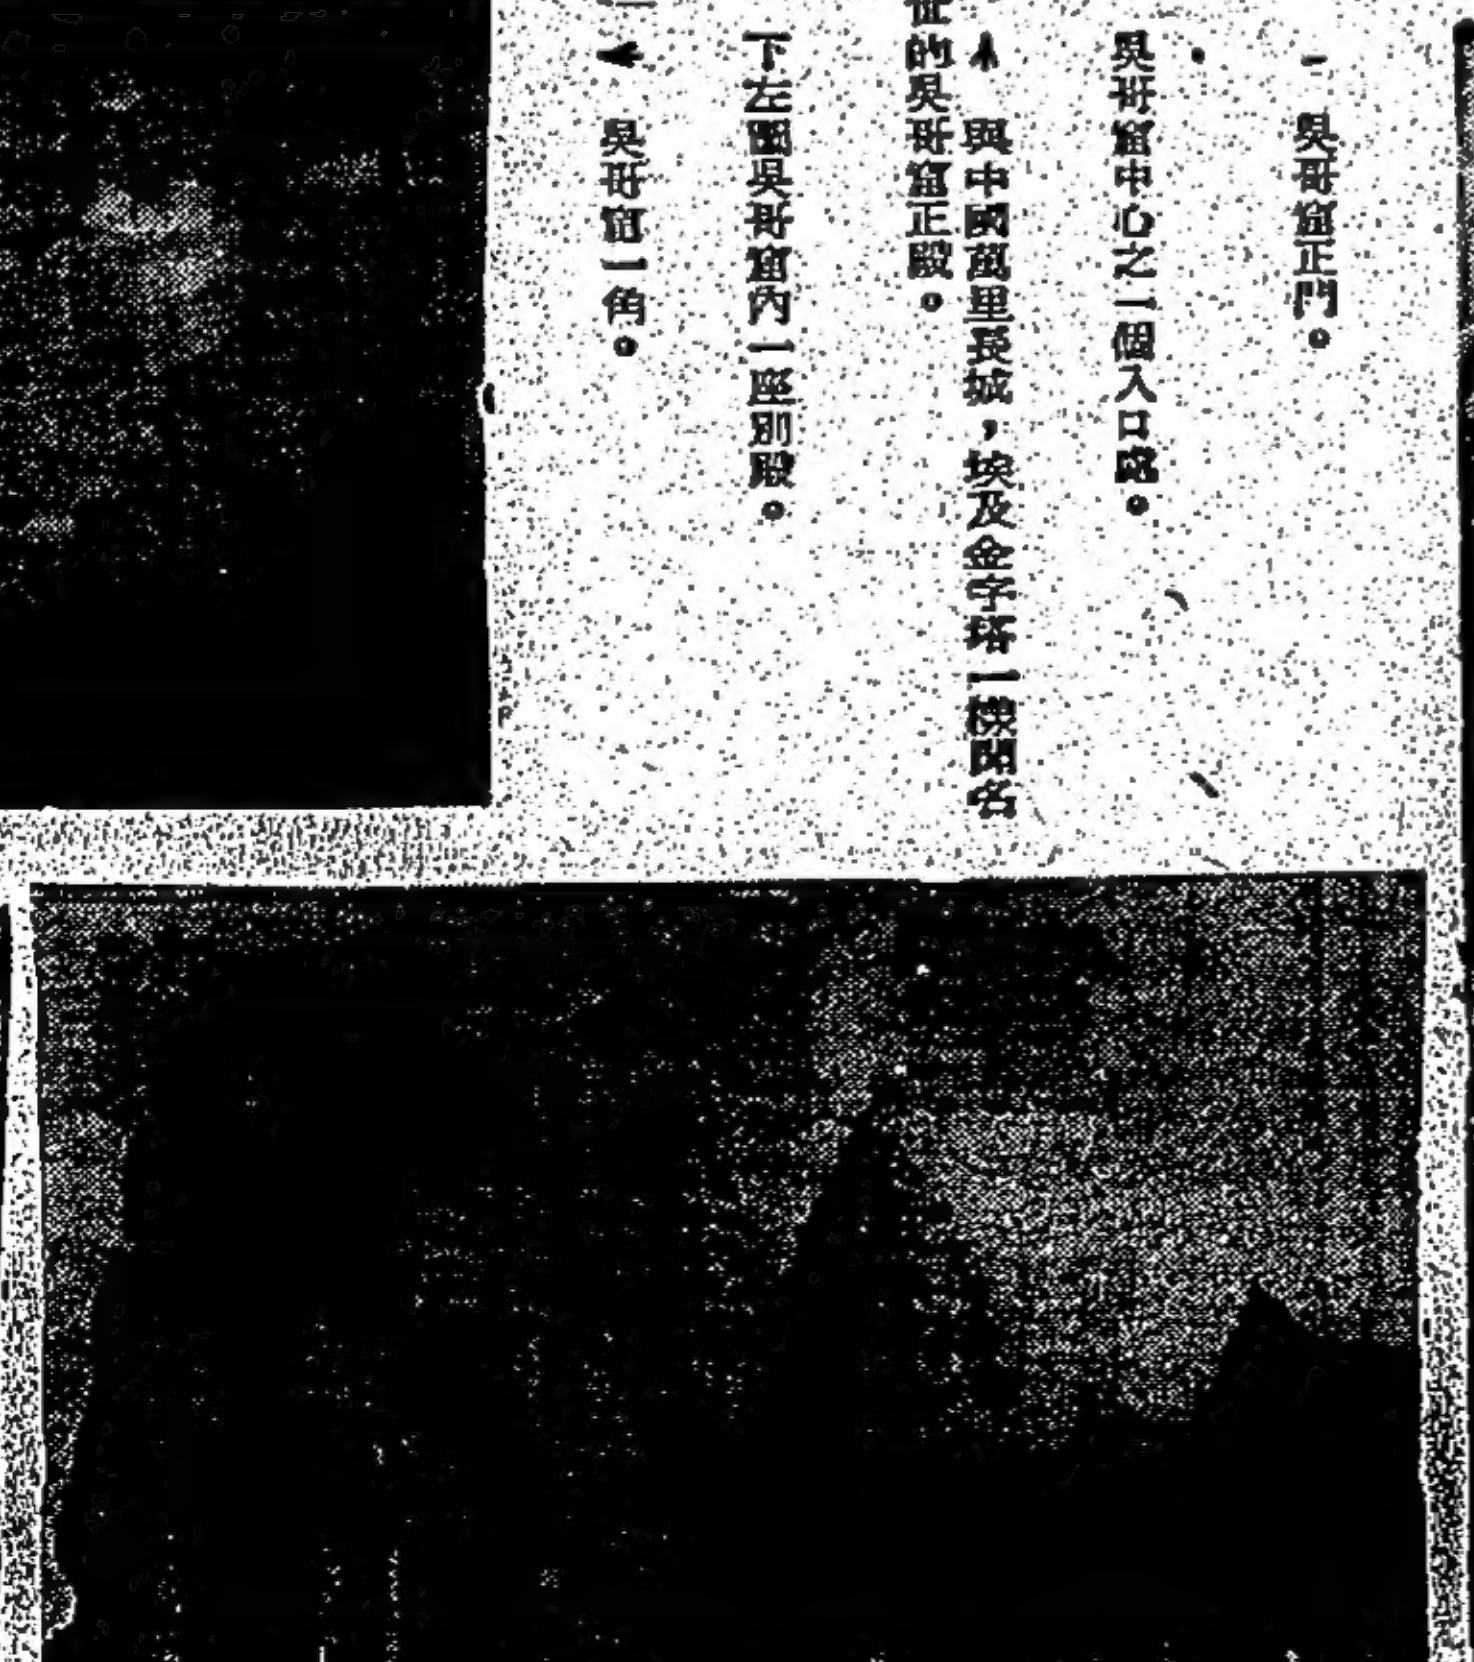 吳哥窟正門。
吳哥窟中心之一個入口處。
與中國萬里長城,埃及金字塔一樣聞名
世的吳哥窟正殿。
下左圖吳哥窟內一座別殿。
吳哥窟一角。